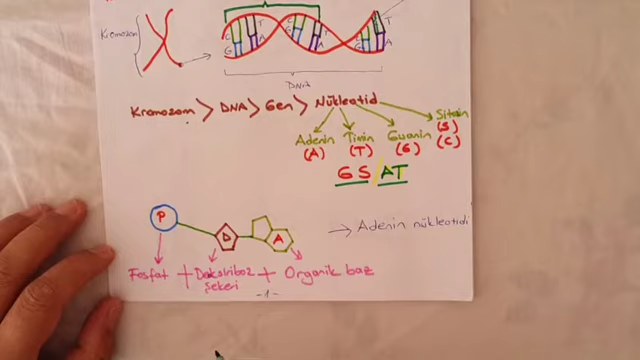 Kromozom
G T G T
G A A A
DNA
Kromozom > DNA > Gen > Nükleotid
Sitozin
Adenin Timin Guanin (S)
(A) (T) (G) (C)
GS/AT
P D A → Adenin nükleotidi
Fosfat + Deoksiriboz + Organik baz
şekeri
-1-